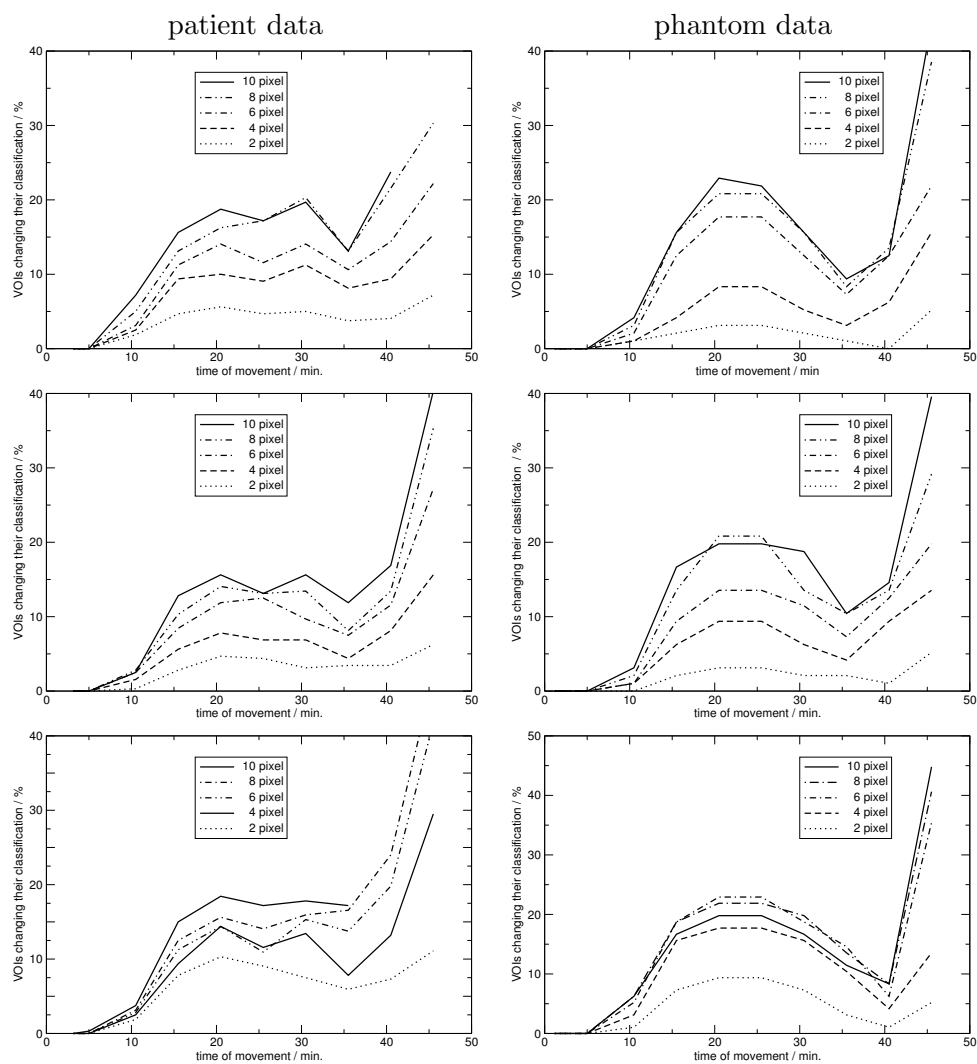 patient data
phantom data
VOIs changing their classification / %
40
30
20
10
0
10 pixel
8 pixel
6 pixel
4 pixel
2 pixel
0 10 20 30 40 50
time of movement / min.
VOIs changing their classification / %
40
30
20
10
0
10 pixel
8 pixel
6 pixel
4 pixel
2 pixel
0 10 20 30 40 50
time of movement / min
VOIs changing their classification / %
40
30
20
10
0
10 pixel
8 pixel
6 pixel
4 pixel
2 pixel
0 10 20 30 40 50
time of movement / min.
VOIs changing their classification / %
40
30
20
10
0
10 pixel
8 pixel
6 pixel
4 pixel
2 pixel
0 10 20 30 40 50
time of movement / min.
VOIs changing their classification / %
40
30
20
10
0
10 pixel
8 pixel
6 pixel
4 pixel
2 pixel
0 10 20 30 40 50
time of movement / min.
VOIs changing their classification / %
50
40
30
20
10
0
10 pixel
8 pixel
6 pixel
4 pixel
2 pixel
0 10 20 30 40 50
time of movement / min.